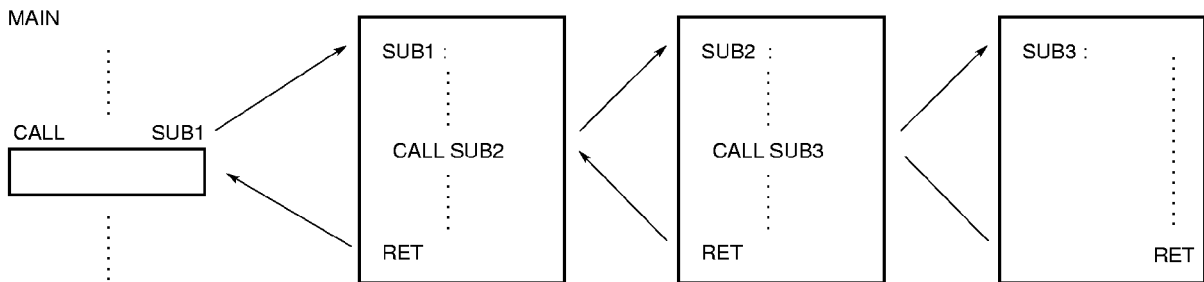 MAIN
CALL SUB1
SUB1 :
CALL SUB2
RET
SUB2 :
CALL SUB3
RET
SUB3 :
RET